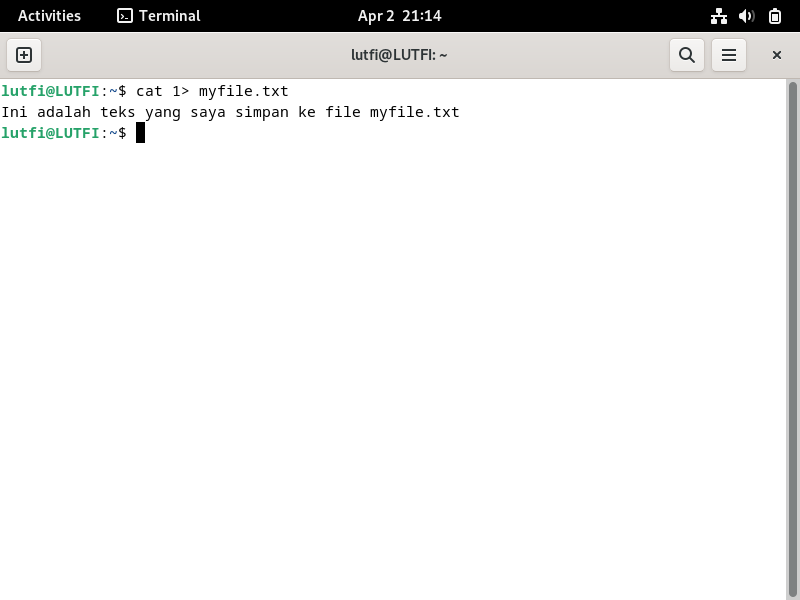 Activities Terminal Apr 2 21:14
lutfi@LUTFI: ~
lutfi@LUTFI:~$ cat 1> myfile.txt
Ini adalah teks yang saya simpan ke file myfile.txt
lutfi@LUTFI:~$